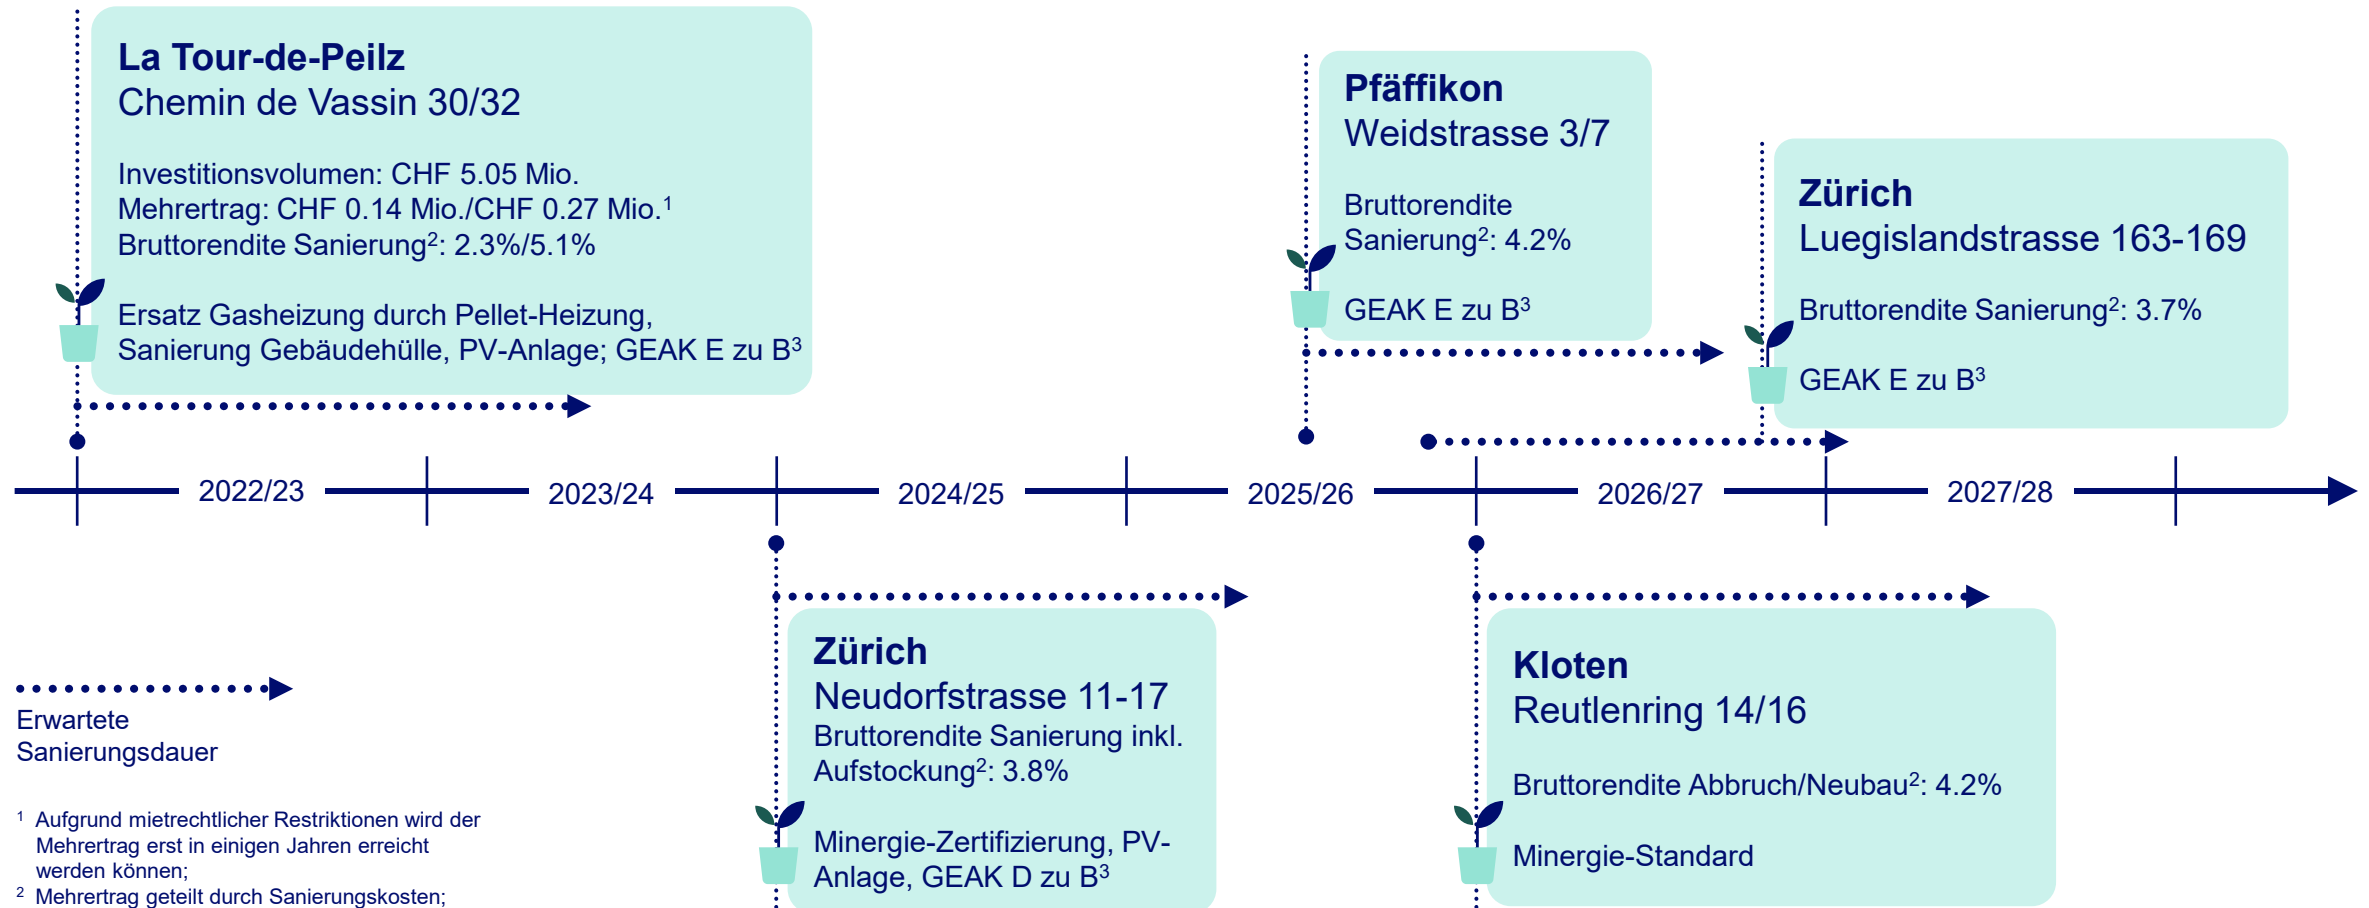 La Tour-de-Peilz
Chemin de Vassin 30/32
Investitionsvolumen: CHF 5.05 Mio.
Mehrertrag: CHF 0.14 Mio./CHF 0.27 Mio.¹
Bruttorendite Sanierung²: 2.3%/5.1%
Ersatz Gasheizung durch Pellet-Heizung,
Sanierung Gebäudehülle, PV-Anlage; GEAK E zu B³
Pfäffikon
Weidstrasse 3/7
Bruttorendite
Sanierung²: 4.2%
GEAK E zu B³
Zürich
Luegislandstrasse 163-169
Bruttorendite Sanierung²: 3.7%
GEAK E zu B³
2022/23
2023/24
2024/25
2025/26
2026/27
2027/28
Zürich
Neudorfstrasse 11-17
Bruttorendite Sanierung inkl.
Aufstockung²: 3.8%
Minergie-Zertifizierung, PV-
Anlage, GEAK D zu B³
Kloten
Reutlenring 14/16
Bruttorendite Abbruch/Neubau²: 4.2%
Minergie-Standard
Erwartete
Sanierungsdauer
¹ Aufgrund mietrechtlicher Restriktionen wird der
Mehrertrag erst in einigen Jahren erreicht
werden können;
² Mehrertrag geteilt durch Sanierungskosten;